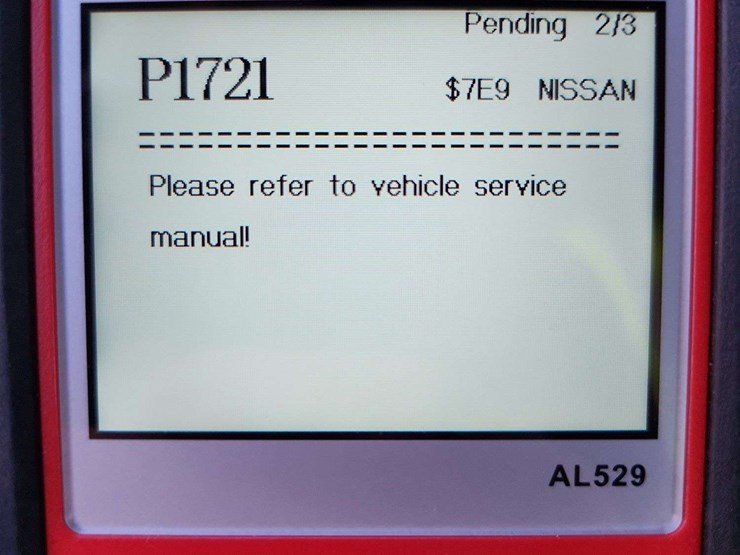 Pending 2/3
P1721 $7E9 NISSAN
=========================
Please refer to vehicle service
manual!
AL529